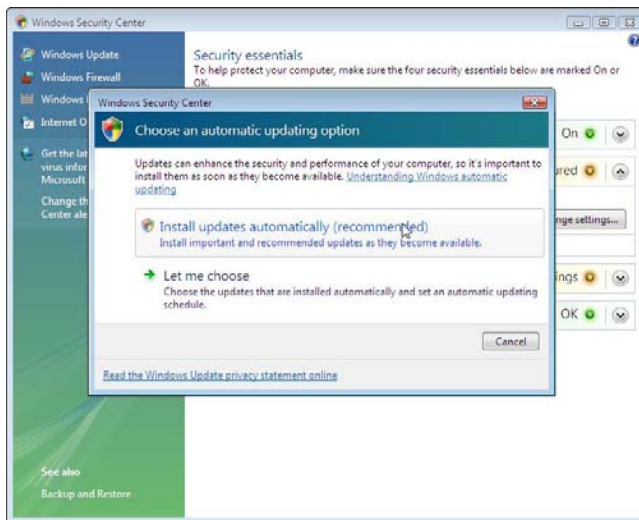 Windows Security Center
Windows Update
Windows Firewall
Windows
Internet O
Get the lat
virus infor
Microsoft
Change th
Center ale
See also
Backup and Restore
Security essentials
To help protect your computer, make sure the four security essentials below are marked On or
OK.
On
ured
nge settings...
ings
OK
Windows Security Center
Choose an automatic updating option
Updates can enhance the security and performance of your computer, so it's important to
install them as soon as they become available. Understanding Windows automatic
updating
Install updates automatically (recommended)
Install important and recommended updates as they become available.
Let me choose
Choose the updates that are installed automatically and set an automatic updating
schedule.
Cancel
Read the Windows Update privacy statement online